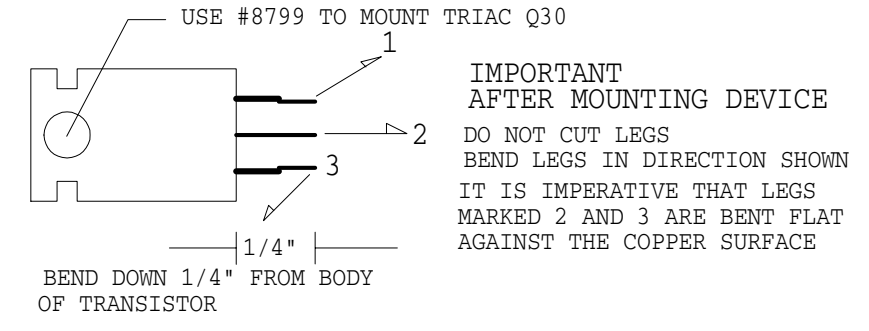 USE #8799 TO MOUNT TRIAC Q30
1
2
3
1/4"
BEND DOWN 1/4" FROM BODY
OF TRANSISTOR
IMPORTANT
AFTER MOUNTING DEVICE
DO NOT CUT LEGS
BEND LEGS IN DIRECTION SHOWN
IT IS IMPERATIVE THAT LEGS
MARKED 2 AND 3 ARE BENT FLAT
AGAINST THE COPPER SURFACE